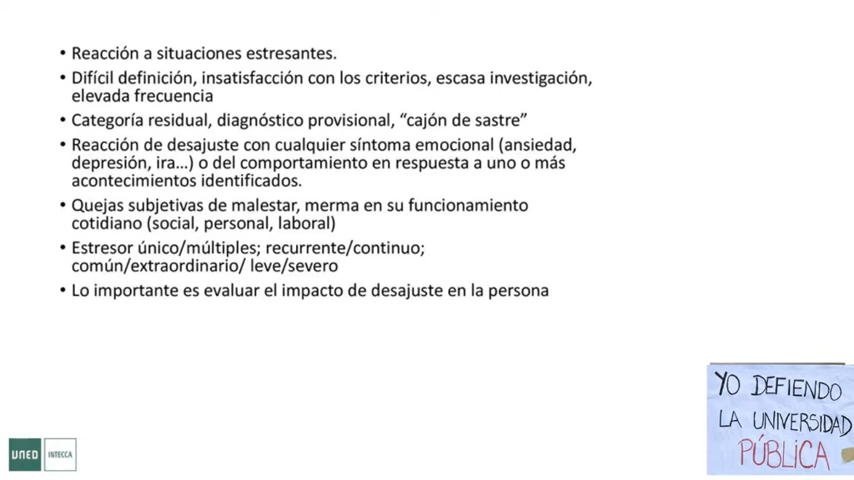 • Reacción a situaciones estresantes.
• Difícil definición, insatisfacción con los criterios, escasa investigación,
elevada frecuencia
• Categoría residual, diagnóstico provisional, “cajón de sastre”
• Reacción de desajuste con cualquier síntoma emocional (ansiedad,
depresión, ira...) o del comportamiento en respuesta a uno o más
acontecimientos identificados.
• Quejas subjetivas de malestar, merma en su funcionamiento
cotidiano (social, personal, laboral)
• Estresor único/múltiples; recurrente/continuo;
común/extraordinario/ leve/severo
• Lo importante es evaluar el impacto de desajuste en la persona
YO DEFIENDO
LA UNIVERSIDAD
PÚBLICA
UNED INTECCA